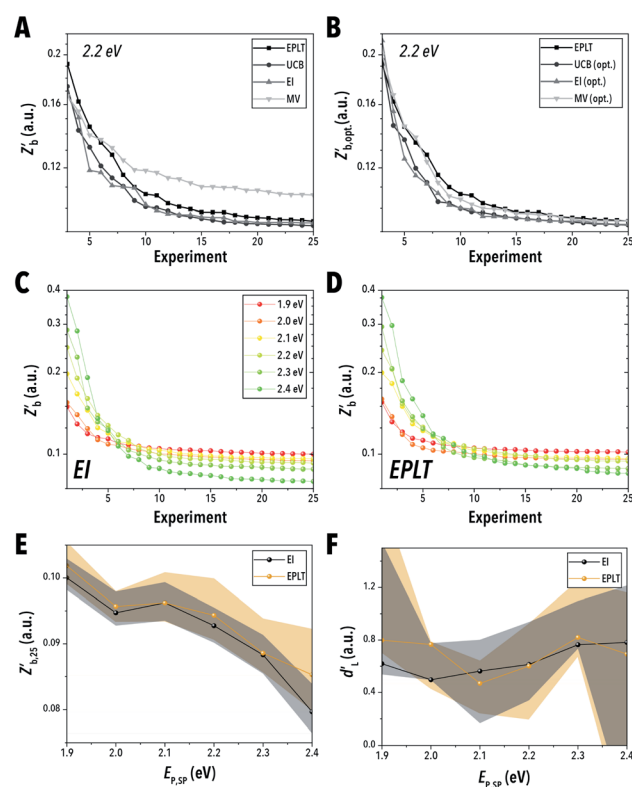 A
2.2 eV
EPLT
UCB
EI
MV
0.2
0.16
0.12
Z'b (a.u.)
5 10 15 20 25
Experiment
B
2.2 eV
EPLT
UCB (opt.)
EI (opt.)
MV (opt.)
0.2
0.16
0.12
Z'b,opt (a.u.)
5 10 15 20 25
Experiment
C
0.4
0.3
0.2
0.1
Z'b (a.u.)
1.9 eV
2.0 eV
2.1 eV
2.2 eV
2.3 eV
2.4 eV
EI
5 10 15 20 25
Experiment
D
0.4
0.3
0.2
0.1
Z'b (a.u.)
EPLT
5 10 15 20 25
Experiment
E
EI
EPLT
0.10
0.09
0.08
Z'b,25 (a.u.)
1.9 2.0 2.1 2.2 2.3 2.4
EP,SP (eV)
F
EI
EPLT
1.2
0.8
0.4
0.0
d'L (a.u.)
1.9 2.0 2.1 2.2 2.3 2.4
EP,SP (eV)